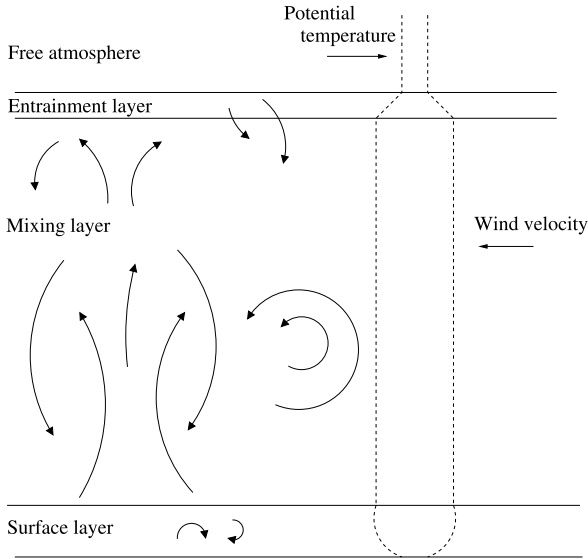 Potential
temperature
Free atmosphere
Entrainment layer
Mixing layer
Wind velocity
Surface layer